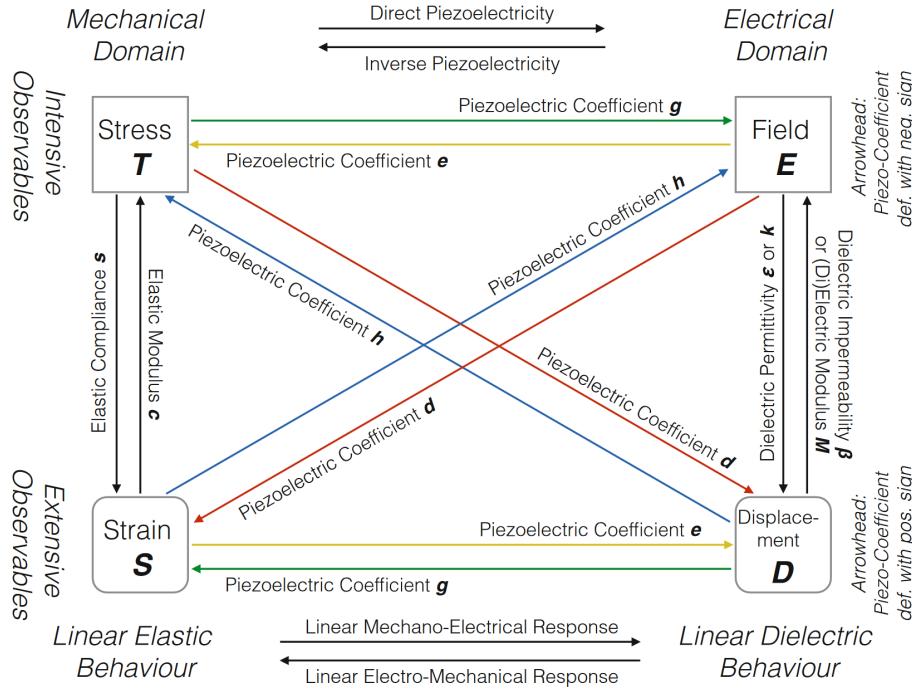 Mechanical
Domain
Direct Piezoelectricity
Inverse Piezoelectricity
Electrical
Domain
Intensive
Observables
Stress
T
Piezoelectric Coefficient g
Piezoelectric Coefficient e
Field
E
Arrowhead:
Piezo-Coefficient
def. with neg. sign
Elastic Compliance s
Elastic Modulus c
Piezoelectric Coefficient h
Piezoelectric Coefficient h
Piezoelectric Coefficient d
Piezoelectric Coefficient d
Dielectric Permittivity ε or k
Dielectric Impermeability β
or (Di)Electric Modulus M
Extensive
Observables
Strain
S
Piezoelectric Coefficient e
Piezoelectric Coefficient g
Displace-
ment
D
Arrowhead:
Piezo-Coefficient
def. with pos. sign
Linear Elastic
Behaviour
Linear Mechano-Electrical Response
Linear Electro-Mechanical Response
Linear Dielectric
Behaviour